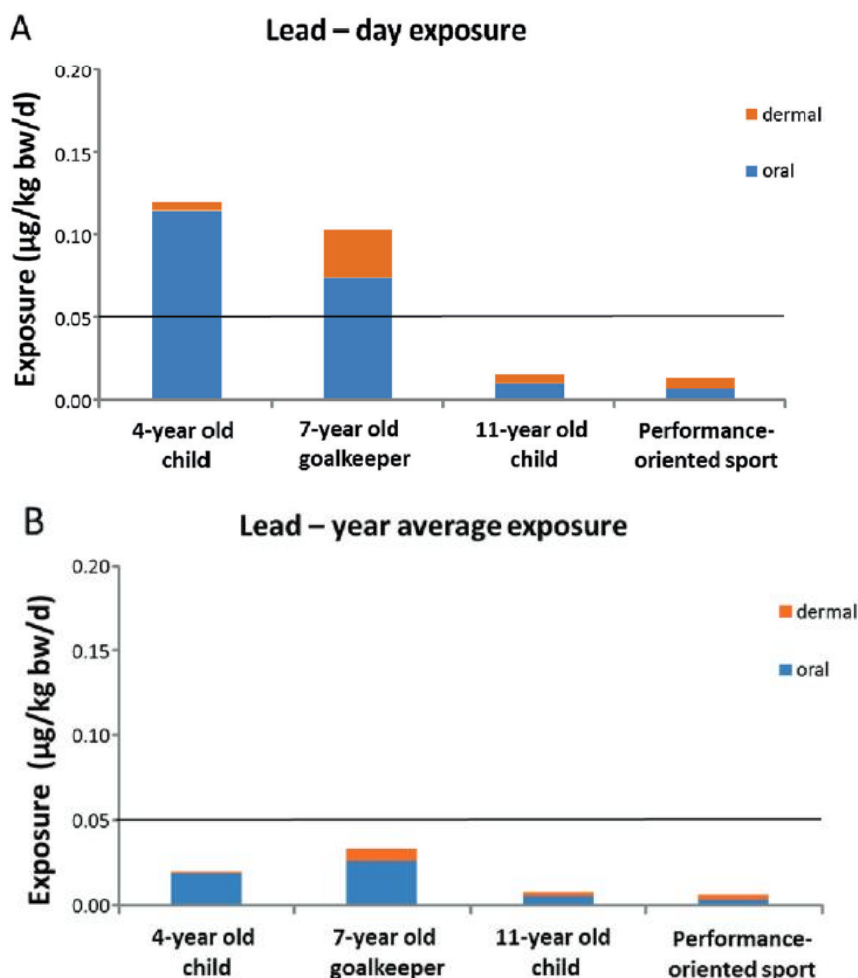 A
Lead – day exposure
Exposure (µg/kg bw/d)
0.20
0.15
0.10
0.05
0.00
dermal
oral
4-year old
child
7-year old
goalkeeper
11-year old
child
Performance-
oriented sport
B
Lead – year average exposure
Exposure (µg/kg bw/d)
0.20
0.15
0.10
0.05
0.00
dermal
oral
4-year old
child
7-year old
goalkeeper
11-year old
child
Performance-
oriented sport